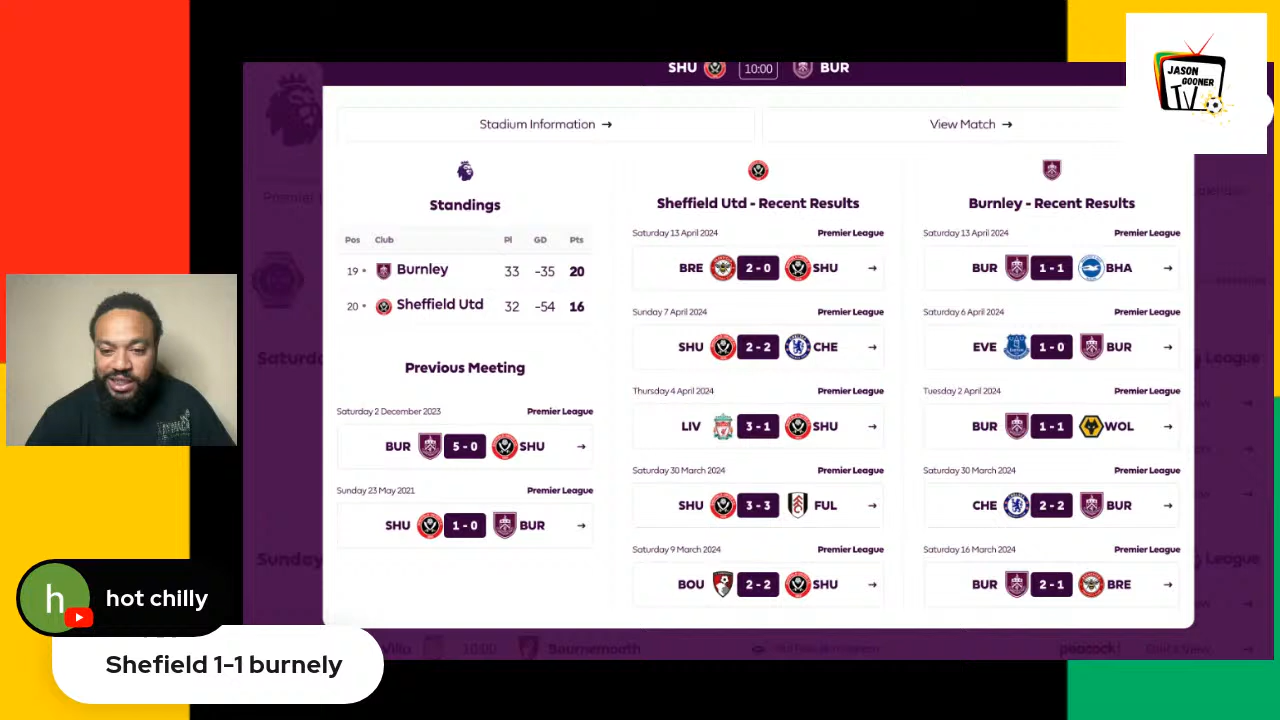 SHU 10:00 BUR
JASON
GOONER
TV
Stadium Information →
View Match →
Standings
Pos Club Pl GD Pts
19 Burnley 33 -35 20
20 Sheffield Utd 32 -54 16
Previous Meeting
Saturday 2 December 2023 Premier League
BUR 5 - 0 SHU →
Sunday 23 May 2021 Premier League
SHU 1 - 0 BUR →
Sheffield Utd - Recent Results
Saturday 13 April 2024 Premier League
BRE 2 - 0 SHU →
Sunday 7 April 2024 Premier League
SHU 2 - 2 CHE →
Thursday 4 April 2024 Premier League
LIV 3 - 1 SHU →
Saturday 30 March 2024 Premier League
SHU 3 - 3 FUL →
Saturday 9 March 2024 Premier League
BOU 2 - 2 SHU →
Burnley - Recent Results
Saturday 13 April 2024 Premier League
BUR 1 - 1 BHA →
Saturday 6 April 2024 Premier League
EVE 1 - 0 BUR →
Tuesday 2 April 2024 Premier League
BUR 1 - 1 WOL →
Saturday 30 March 2024 Premier League
CHE 2 - 2 BUR →
Saturday 16 March 2024 Premier League
BUR 2 - 1 BRE →
Premier
Saturd
Sunday
Villa 10:00 Bournemouth
peacock
h
hot chilly
Shefield 1-1 burnely